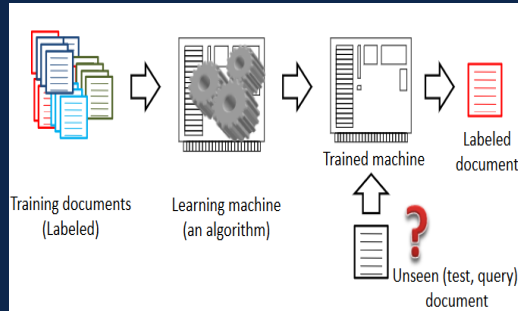 Training documents
(Labeled)
Learning machine
(an algorithm)
Trained machine
Labeled
document
?
Unseen (test, query)
document